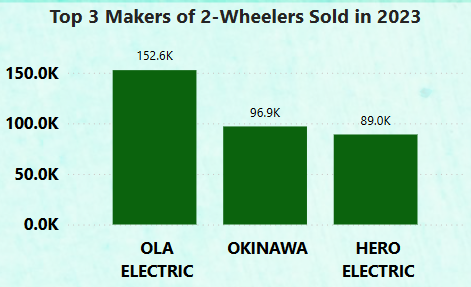 Top 3 Makers of 2-Wheelers Sold in 2023
152.6K
150.0K
96.9K
100.0K
89.0K
50.0K
0.0K
OLA
ELECTRIC
OKINAWA
HERO
ELECTRIC